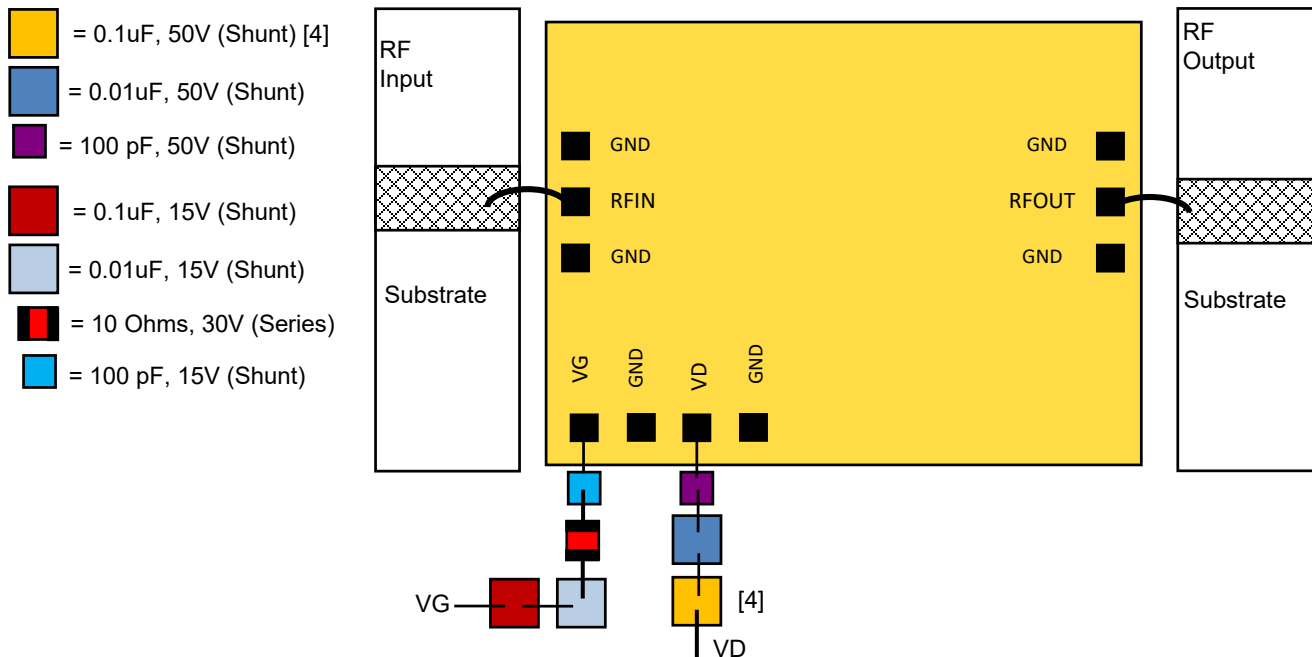 = 0.1uF, 50V (Shunt) [4]
= 0.01uF, 50V (Shunt)
= 100 pF, 50V (Shunt)
= 0.1uF, 15V (Shunt)
= 0.01uF, 15V (Shunt)
= 10 Ohms, 30V (Series)
= 100 pF, 15V (Shunt)
RF
Input
Substrate
GND
RFIN
GND
GND
RFOUT
GND
VG
GND
VD
GND
RF
Output
Substrate
VG
[4]
VD